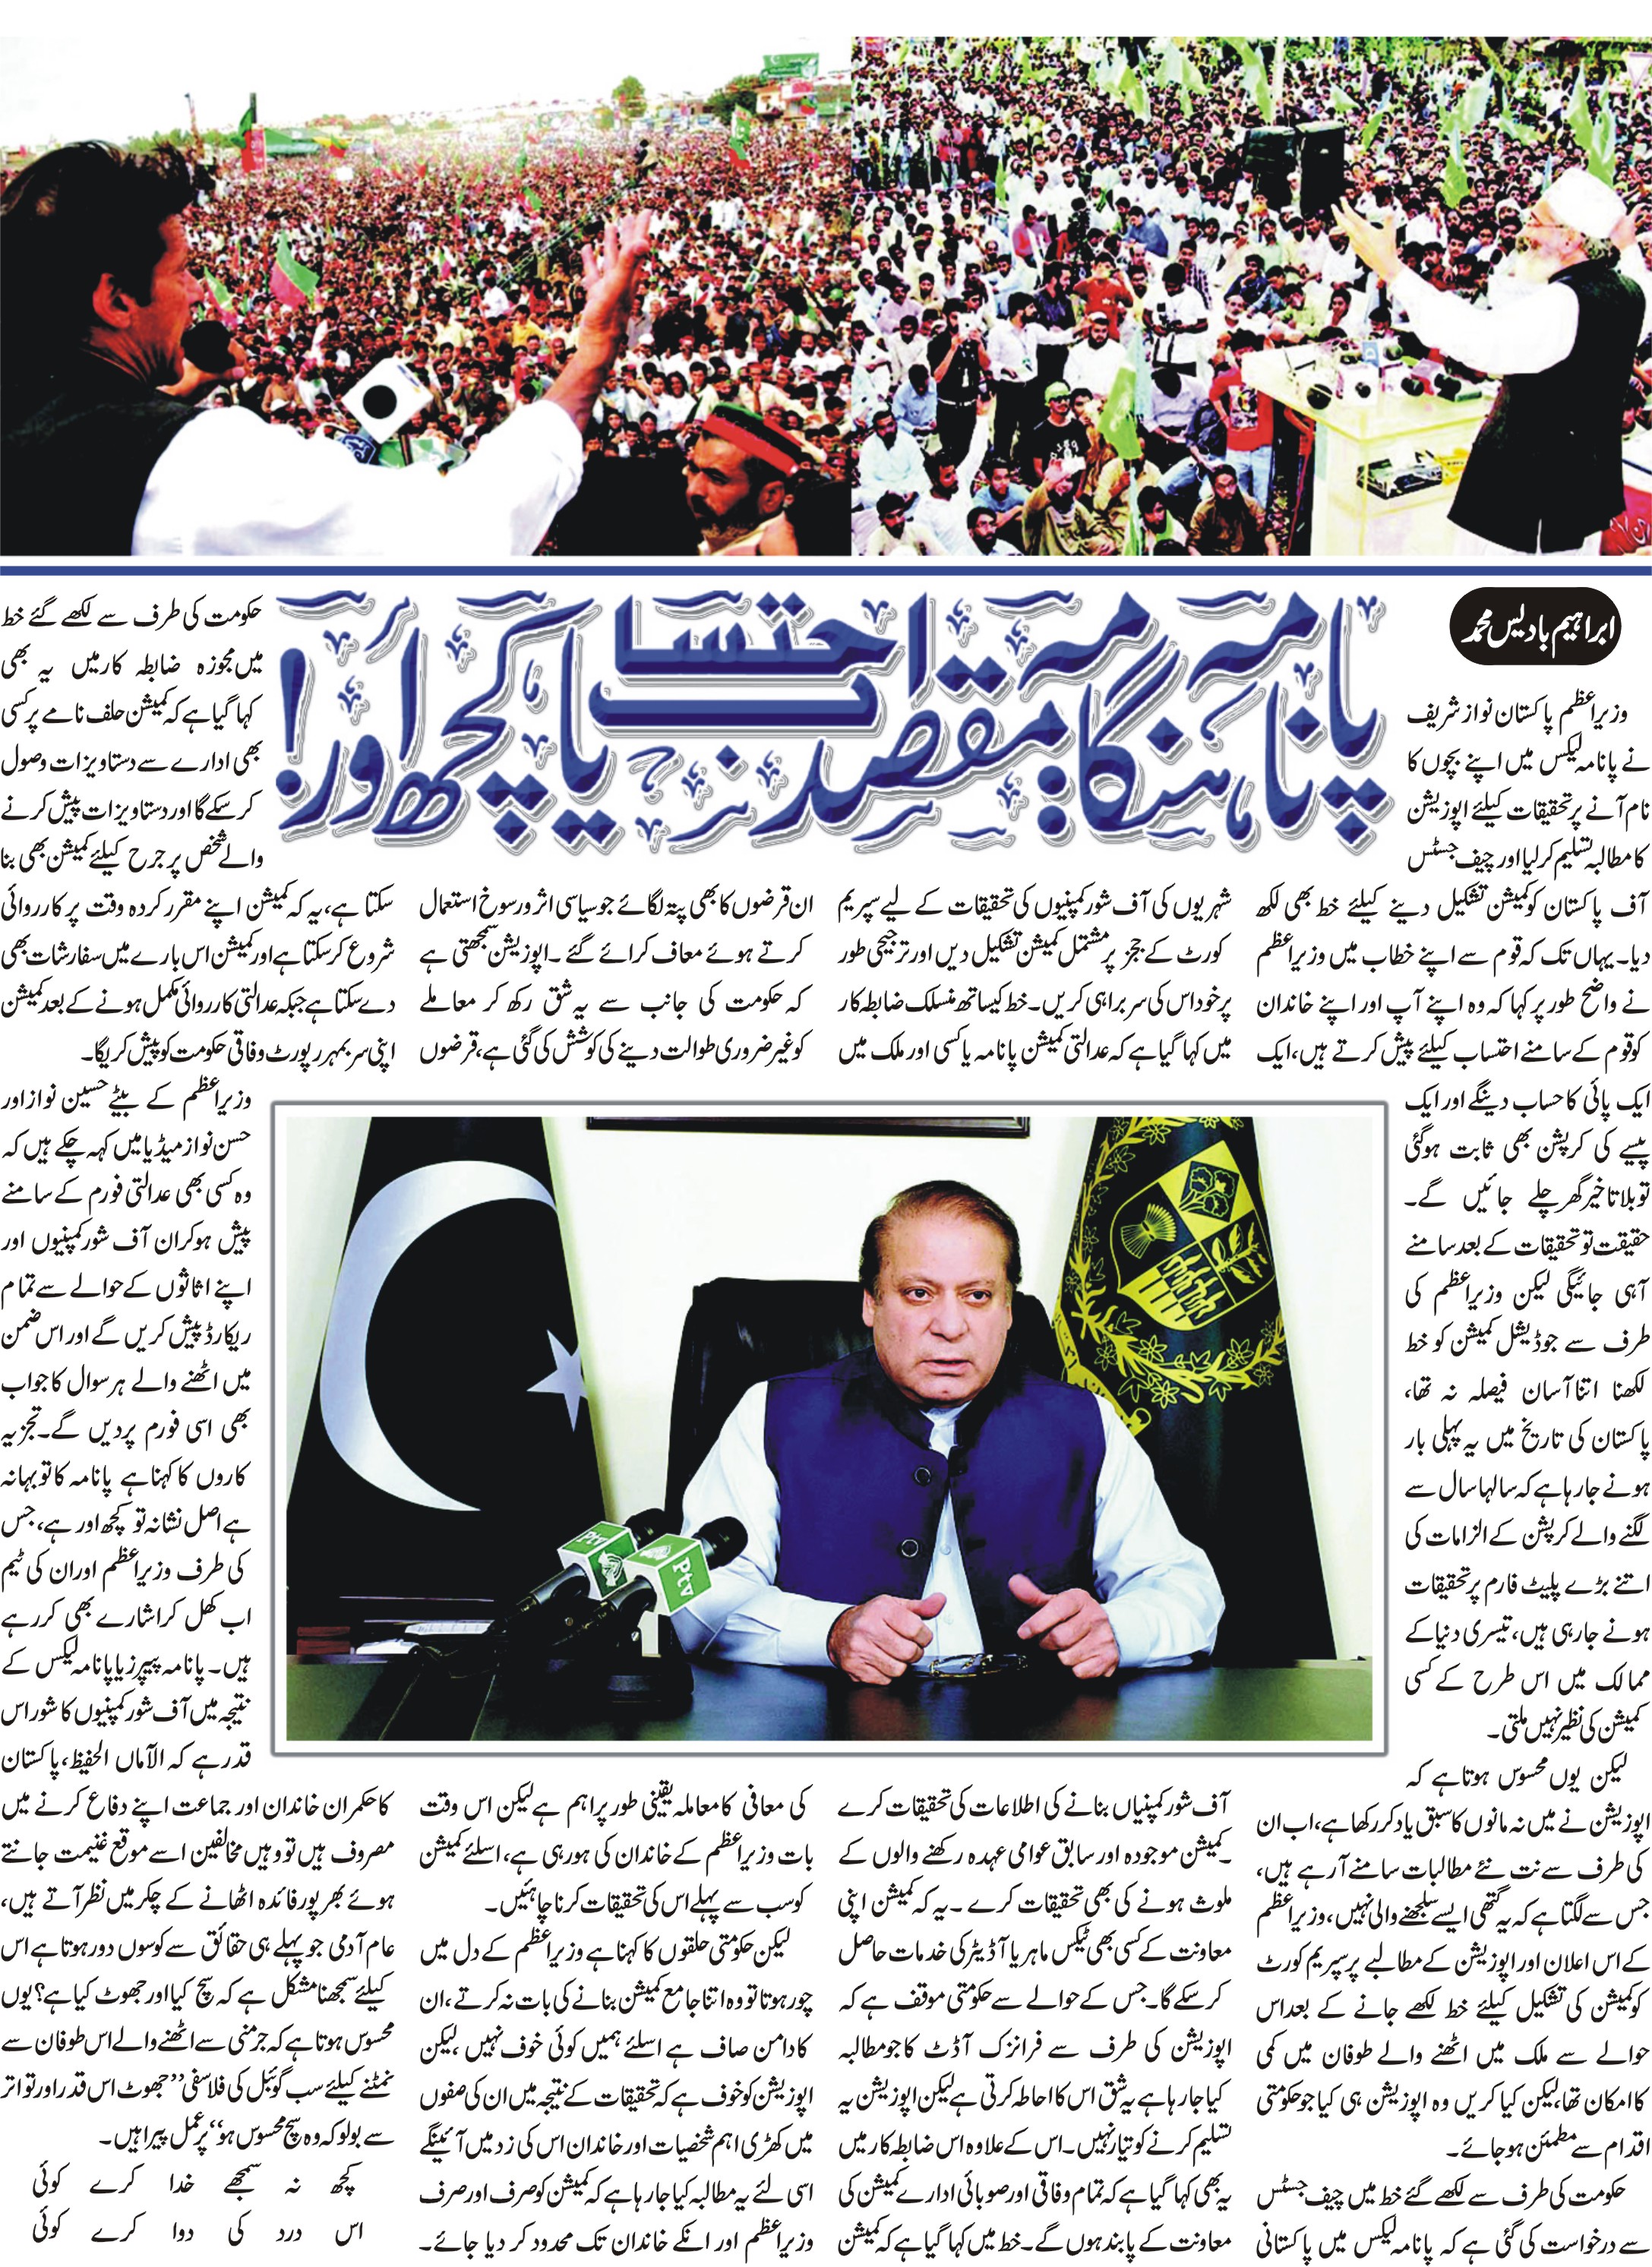 پانامہ ہنگامہ: مقصد احتساب یا کچھ اور!
ابراہیم بادیس محمد
وزیراعظم پاکستان نواز شریف
نے پانامہ لیکس میں اپنے بچوں کا
نام آنے پر تحقیقات کیلئے اپوزیشن
کا مطالبہ تسلیم کرلیا اور چیف جسٹس
آف پاکستان کو کمیشن تشکیل دینے کیلئے خط بھی لکھ
دیا۔ یہاں تک کہ قوم سے اپنے خطاب میں وزیراعظم
نے واضح طور پر کہا کہ وہ اپنے آپ اور اپنے خاندان
کو قوم کے سامنے احتساب کیلئے پیش کرتے ہیں، ایک
ایک پائی کا حساب دینگے اور ایک
پیسے کی کرپشن بھی ثابت ہوگئی
تو بلا تاخیر گھر چلے جائیں گے۔
حقیقت تو تحقیقات کے بعد سامنے
آہی جائیگی لیکن وزیراعظم کی
طرف سے جوڈیشل کمیشن کو خط
لکھنا اتنا آسان فیصلہ نہ تھا،
پاکستان کی تاریخ میں یہ پہلی بار
ہونے جارہا ہے کہ سالہا سال سے
لگنے والے کرپشن کے الزامات کی
اتنے بڑے پلیٹ فارم پر تحقیقات
ہونے جارہی ہیں، تیسری دنیا کے
ممالک میں اس طرح کے کسی
کمیشن کی نظیر نہیں ملتی۔
لیکن یوں محسوس ہوتا ہے کہ
اپوزیشن نے میں نہ مانوں کا سبق یاد کر رکھا ہے، اب ان
کی طرف سے نت نئے مطالبات سامنے آرہے ہیں،
جس سے لگتا ہے کہ یہ گتھی ایسے سلجھنے والی نہیں، وزیراعظم
کے اس اعلان اور اپوزیشن کے مطالبے پر سپریم کورٹ
کو کمیشن کی تشکیل کیلئے خط لکھے جانے کے بعد اس
حوالے سے ملک میں اٹھنے والے طوفان میں کمی
کا امکان تھا، لیکن کیا کریں وہ اپوزیشن ہی کیا جو حکومتی
اقدام سے مطمئن ہوجائے۔
حکومت کی طرف سے لکھے گئے خط میں چیف جسٹس
سے درخواست کی گئی ہے کہ پانامہ لیکس میں پاکستانی
شہریوں کی آف شور کمپنیوں کی تحقیقات کے لیے سپریم
کورٹ کے ججز پر مشتمل کمیشن تشکیل دیں اور ترجیحی طور
پر خود اس کی سربراہی کریں۔ خط کیساتھ منسلک ضابطہ کار
میں کہا گیا ہے کہ عدالتی کمیشن پانامہ یا کسی اور ملک میں
آف شور کمپنیاں بنانے کی اطلاعات کی تحقیقات کرے
۔ کمیشن موجودہ اور سابق عوامی عہدہ رکھنے والوں کے
ملوث ہونے کی بھی تحقیقات کرے۔ یہ کہ کمیشن اپنی
معاونت کے کسی بھی ٹیکس ماہر یا آڈیٹر کی خدمات حاصل
کرسکے گا۔ جس کے حوالے سے حکومتی موقف ہے کہ
اپوزیشن کی طرف سے فرانزک آڈٹ کا جو مطالبہ
کیا جارہا ہے یہ شق اس کا احاطہ کرتی ہے لیکن اپوزیشن یہ
تسلیم کرنے کو تیار نہیں۔ اس کے علاوہ اس ضابطہ کار میں
یہ بھی کہا گیا ہے کہ تمام وفاقی اور صوبائی ادارے کمیشن کی
معاونت کے پابند ہوں گے۔ خط میں کہا گیا ہے کہ کمیشن
ان قرضوں کا بھی پتہ لگائے جو سیاسی اثر و رسوخ استعمال
کرتے ہوئے معاف کرائے گئے۔ اپوزیشن سمجھتی ہے
کہ حکومت کی جانب سے یہ شق رکھ کر معاملے
کو غیر ضروری طوالت دینے کی کوشش کی گئی ہے، قرضوں
کی معافی کا معاملہ یقینی طور پر اہم ہے لیکن اس وقت
بات وزیراعظم کے خاندان کی ہورہی ہے، اسلئے کمیشن
کو سب سے پہلے اس کی تحقیقات کرنا چاہئیں۔
لیکن حکومتی حلقوں کا کہنا ہے وزیراعظم کے دل میں
چور ہوتا تو وہ اتنا جامع کمیشن بنانے کی بات نہ کرتے، ان
کا دامن صاف ہے اسلئے ہمیں کوئی خوف نہیں، لیکن
اپوزیشن کو خوف ہے کہ تحقیقات کے نتیجہ میں ان کی صفوں
میں کھڑی اہم شخصیات اور خاندان اس کی زد میں آئینگے
اسی لئے یہ مطالبہ کیا جارہا ہے کہ کمیشن کو صرف اور صرف
وزیراعظم اور انکے خاندان تک محدود کر دیا جائے۔
حکومت کی طرف سے لکھے گئے خط
میں مجوزہ ضابطہ کار میں یہ بھی
کہا گیا ہے کہ کمیشن حلف نامے پر کسی
بھی ادارے سے دستاویزات وصول
کرسکے گا اور دستاویزات پیش کرنے
والے شخص پر جرح کیلئے کمیشن بھی بنا
سکتا ہے، یہ کہ کمیشن اپنے مقرر کردہ وقت پر کارروائی
شروع کرسکتا ہے اور کمیشن اس بارے میں سفارشات بھی
دے سکتا ہے جبکہ عدالتی کارروائی مکمل ہونے کے بعد کمیشن
اپنی سربمہر رپورٹ وفاقی حکومت کو پیش کریگا۔
وزیراعظم کے بیٹے حسین نواز اور
حسن نواز میڈیا میں کہہ چکے ہیں کہ
وہ کسی بھی عدالتی فورم کے سامنے
پیش ہوکر ان آف شور کمپنیوں اور
اپنے اثاثوں کے حوالے سے تمام
ریکارڈ پیش کریں گے اور اس ضمن
میں اٹھنے والے ہر سوال کا جواب
بھی اسی فورم پر دیں گے۔ تجزیہ
کاروں کا کہنا ہے پانامہ کا تو بہانہ
ہے اصل نشانہ تو کچھ اور ہے، جس
کی طرف وزیراعظم اور ان کی ٹیم
اب کھل کر اشارے بھی کررہے
ہیں۔ پانامہ پیپرز یا پانامہ لیکس کے
نتیجہ میں آف شور کمپنیوں کا شور اس
قدر ہے کہ الآماں الحفیظ، پاکستان
کا حکمران خاندان اور جماعت اپنے دفاع کرنے میں
مصروف ہیں تو وہیں مخالفین اسے موقع غنیمت جانتے
ہوئے بھرپور فائدہ اٹھانے کے چکر میں نظر آتے ہیں،
عام آدمی جو پہلے ہی حقائق سے کوسوں دور ہوتا ہے اس
کیلئے سمجھنا مشکل ہے کہ سچ کیا اور جھوٹ کیا ہے؟ یوں
محسوس ہوتا ہے کہ جرمنی سے اٹھنے والے اس طوفان سے
نمٹنے کیلئے سب گوئبل کی فلاسفی ”جھوٹ اس قدر اور تواتر
سے بولو کہ وہ سچ محسوس ہو“ پر عمل پیرا ہیں۔
کچھ نہ سمجھے خدا کرے کوئی
اس درد کی دوا کرے کوئی
Ptv
Ptv